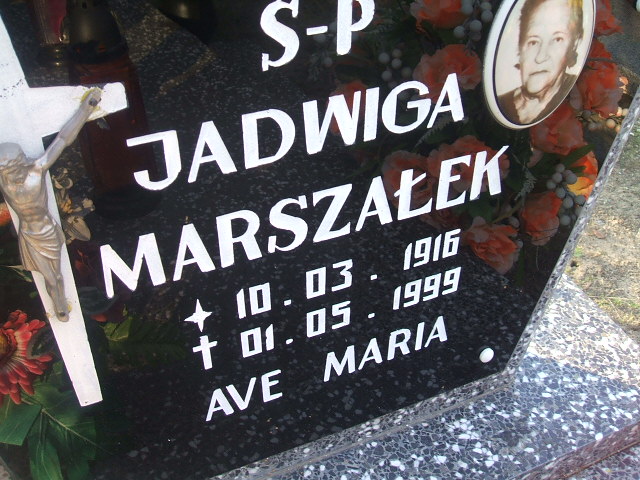 S-P
JADWIGA
MARSZAŁEK
10.03.1916
01.05.1999
AVE MARIA